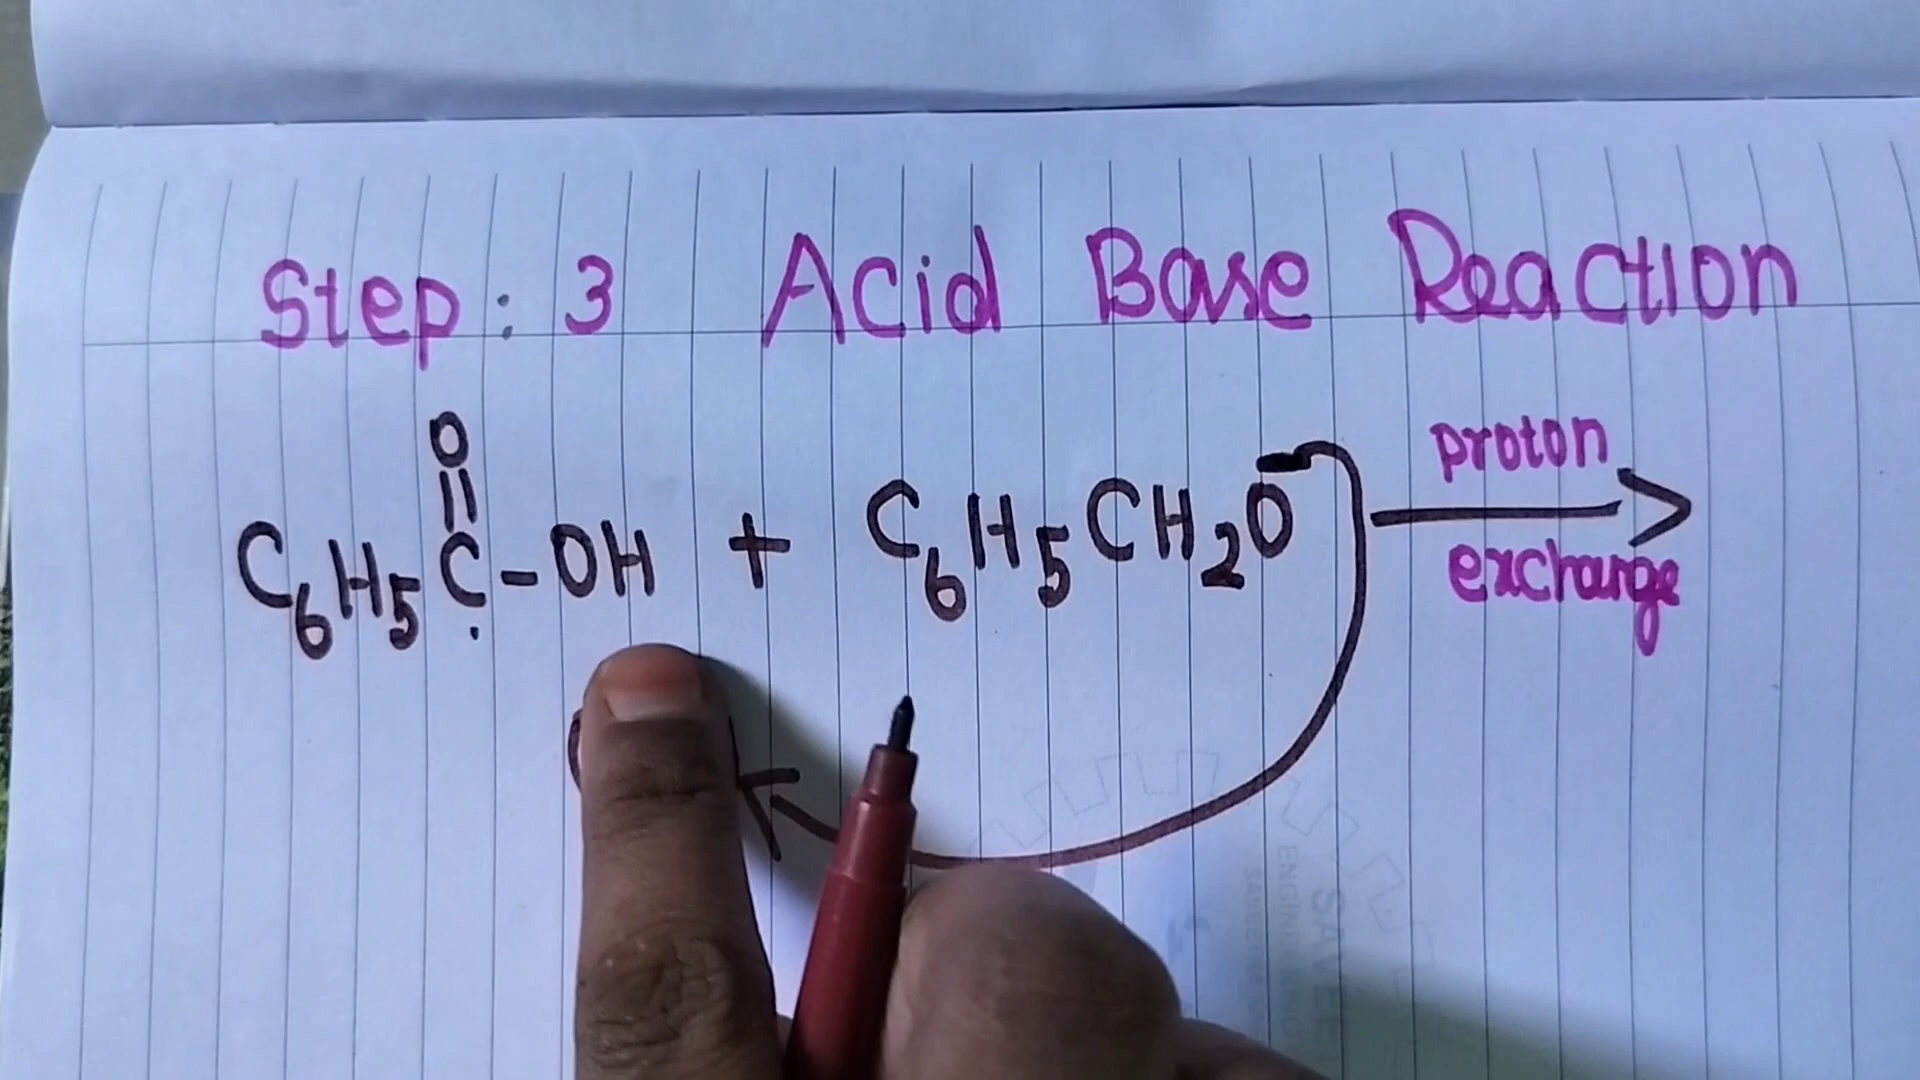 Step: 3 Acid Base Reaction
O
||
C6H5C-OH + C6H5CH2O⁻
proton
exchange